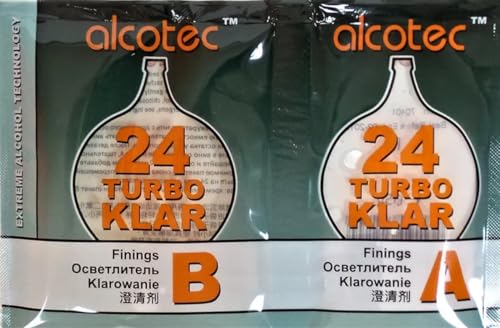 EXTREME ALCOHOL TECHNOLOGY
alcotec™
24
TURBO
KLAR
Finings
Осветлитель
Klarowanie
澄清剂
B
alcotec™
24
TURBO
KLAR
Finings
Осветлитель
Klarowanie
澄清剂
A
70401